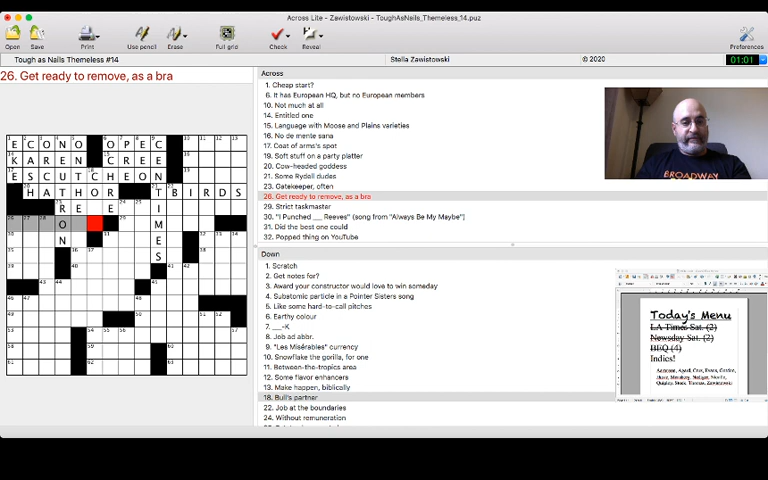 Across Lite - Zawistowski - ToughAsNails_Themeless_14.puz
Open
Save
Print
Use pencil
Erase
Full grid
Check
Reveal
Preferences
Tough as Nails Themeless #14
Stella Zawistowski
© 2020
01:01
26. Get ready to remove, as a bra
E C O N O O P E C
K A R E N C R E E
E S C U T C H E O N
H A T H O R T B I R D S
R E E I
O M
N E
S
Across
1. Cheap start?
6. It has European HQ, but no European members
10. Not much at all
14. Entitled one
15. Language with Moose and Plains varieties
16. No de mente sana
17. Coat of arm's spot
19. Soft stuff on a party platter
20. Cow-headed goddess
21. Some Rydell dudes
23. Gatekeeper, often
26. Get ready to remove, as a bra
29. Strict taskmaster
30. "I Punched ___ Reeves" (song from "Always Be My Maybe")
31. Did the best one could
32. Popped thing on YouTube
Down
1. Scratch
2. Get notes for?
3. Award your constructor would love to win someday
4. Subatomic particle in a Pointer Sisters song
5. Like some hard-to-call pitches
6. Earthy colour
7. ___-K
8. Job ad abbr.
9. "Les Misérables" currency
10. Snowflake the gorilla, for one
11. Between-the-tropics area
12. Some flavor enhancers
13. Make happen, biblically
18. Bull's partner
22. Job at the boundaries
24. Without remuneration
BROADWAY
Today's Menu
LA Times Sat. (2)
Newsday Sat. (2)
BEQ (4)
Indies!